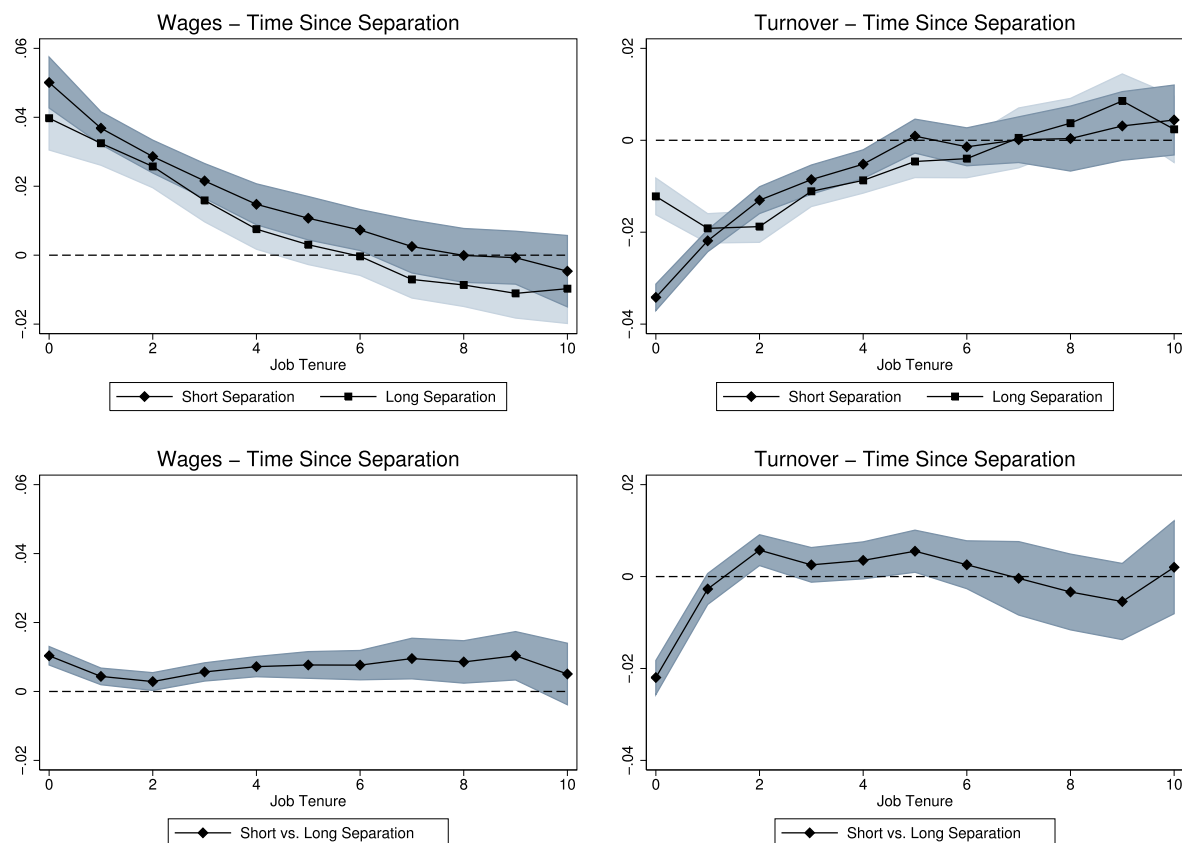 Wages − Time Since Separation
.06
.04
.02
0
−.02
0 2 4 6 8 10
Job Tenure
Short Separation Long Separation
Turnover − Time Since Separation
.02
0
−.02
−.04
0 2 4 6 8 10
Job Tenure
Short Separation Long Separation
Wages − Time Since Separation
.06
.04
.02
0
−.02
0 2 4 6 8 10
Job Tenure
Short vs. Long Separation
Turnover − Time Since Separation
.02
0
−.02
−.04
0 2 4 6 8 10
Job Tenure
Short vs. Long Separation